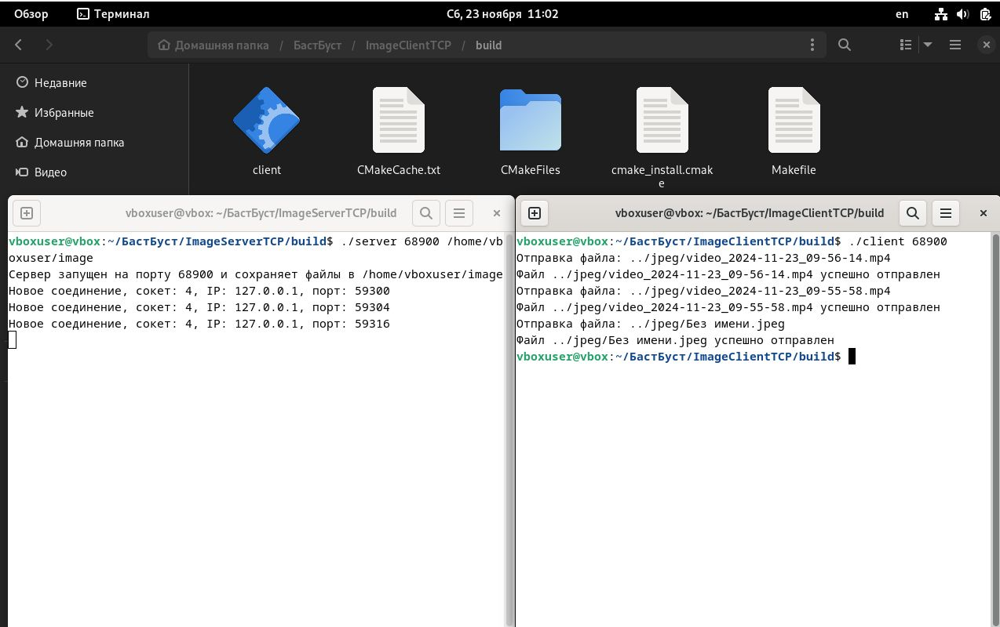 Обзор
Терминал
Сб, 23 ноября 11:02
en
Домашняя папка / БастБуст / ImageClientTCP / build
Недавние
Избранные
Домашняя папка
Видео
client
CMakeCache.txt
CMakeFiles
cmake_install.cmak
e
Makefile
vboxuser@vbox: ~/БастБуст/ImageServerTCP/build
vboxuser@vbox:~/БастБуст/ImageServerTCP/build$ ./server 68900 /home/vb
oxuser/image
Сервер запущен на порту 68900 и сохраняет файлы в /home/vboxuser/image
Новое соединение, сокет: 4, IP: 127.0.0.1, порт: 59300
Новое соединение, сокет: 4, IP: 127.0.0.1, порт: 59304
Новое соединение, сокет: 4, IP: 127.0.0.1, порт: 59316
vboxuser@vbox: ~/БастБуст/ImageClientTCP/build
vboxuser@vbox:~/БастБуст/ImageClientTCP/build$ ./client 68900
Отправка файла: ../jpeg/video_2024-11-23_09-56-14.mp4
Файл ../jpeg/video_2024-11-23_09-56-14.mp4 успешно отправлен
Отправка файла: ../jpeg/video_2024-11-23_09-55-58.mp4
Файл ../jpeg/video_2024-11-23_09-55-58.mp4 успешно отправлен
Отправка файла: ../jpeg/Без имени.jpeg
Файл ../jpeg/Без имени.jpeg успешно отправлен
vboxuser@vbox:~/БастБуст/ImageClientTCP/build$